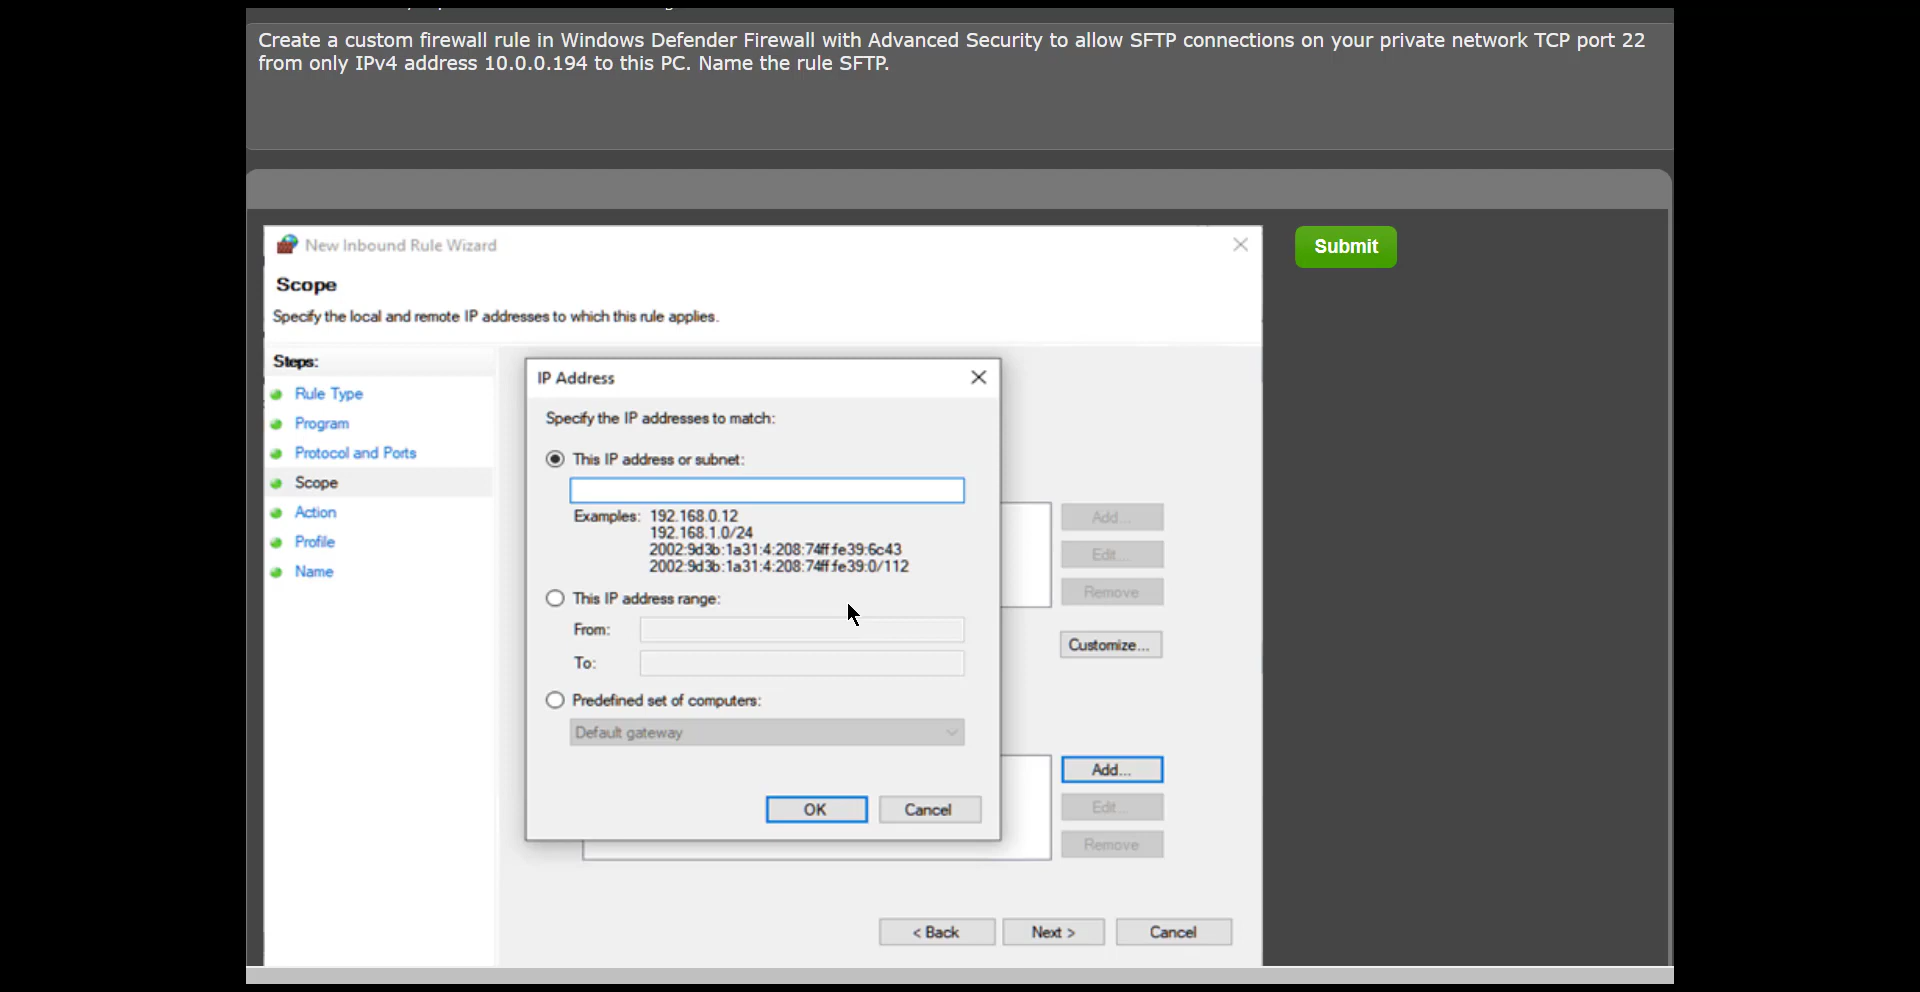 Create a custom firewall rule in Windows Defender Firewall with Advanced Security to allow SFTP connections on your private network TCP port 22
from only IPv4 address 10.0.0.194 to this PC. Name the rule SFTP.
New Inbound Rule Wizard
Submit
Scope
Specify the local and remote IP addresses to which this rule applies.
Steps:
Rule Type
Program
Protocol and Ports
Scope
Action
Profile
Name
IP Address
Specify the IP addresses to match:
This IP address or subnet:
Examples: 192.168.0.12
192.168.1.0/24
2002:9d3b:1a31:4:208:74ff:fe39:6c43
2002:9d3b:1a31:4:208:74ff:fe39:0/112
This IP address range:
From:
To:
Predefined set of computers:
Default gateway
OK
Cancel
Add...
Edit...
Remove
Customize...
Add...
Edit...
Remove
< Back
Next >
Cancel